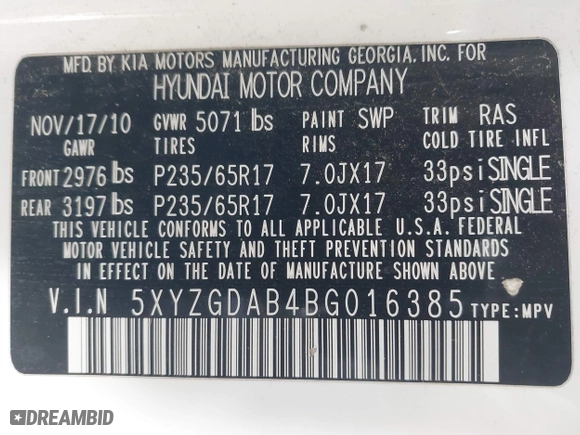 MFD. BY KIA MOTORS MANUFACTURING GEORGIA, INC. FOR
HYUNDAI MOTOR COMPANY
NOV/17/10 GVWR 5071 lbs PAINT SWP TRIM RAS
GAWR TIRES RIMS COLD TIRE INFL
FRONT 2976 lbs P235/65R17 7.0JX17 33psi SINGLE
REAR 3197 lbs P235/65R17 7.0JX17 33psi SINGLE
THIS VEHICLE CONFORMS TO ALL APPLICABLE U.S.A. FEDERAL
MOTOR VEHICLE SAFETY AND THEFT PREVENTION STANDARDS
IN EFFECT ON THE DATE OF MANUFACTURE SHOWN ABOVE.
V.I.N 5XYZGDAB4BG016385 TYPE:MPV
DREAMBID